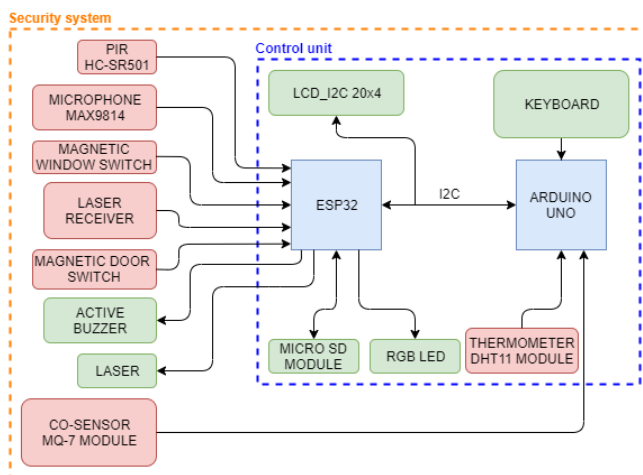 Security system
PIR
HC-SR501
Control unit
LCD_I2C 20x4
KEYBOARD
MICROPHONE
MAX9814
MAGNETIC
WINDOW SWITCH
LASER
RECEIVER
ESP32
I2C
ARDUINO
UNO
MAGNETIC DOOR
SWITCH
ACTIVE
BUZZER
LASER
MICRO SD
MODULE
RGB LED
THERMOMETER
DHT11 MODULE
CO-SENSOR
MQ-7 MODULE